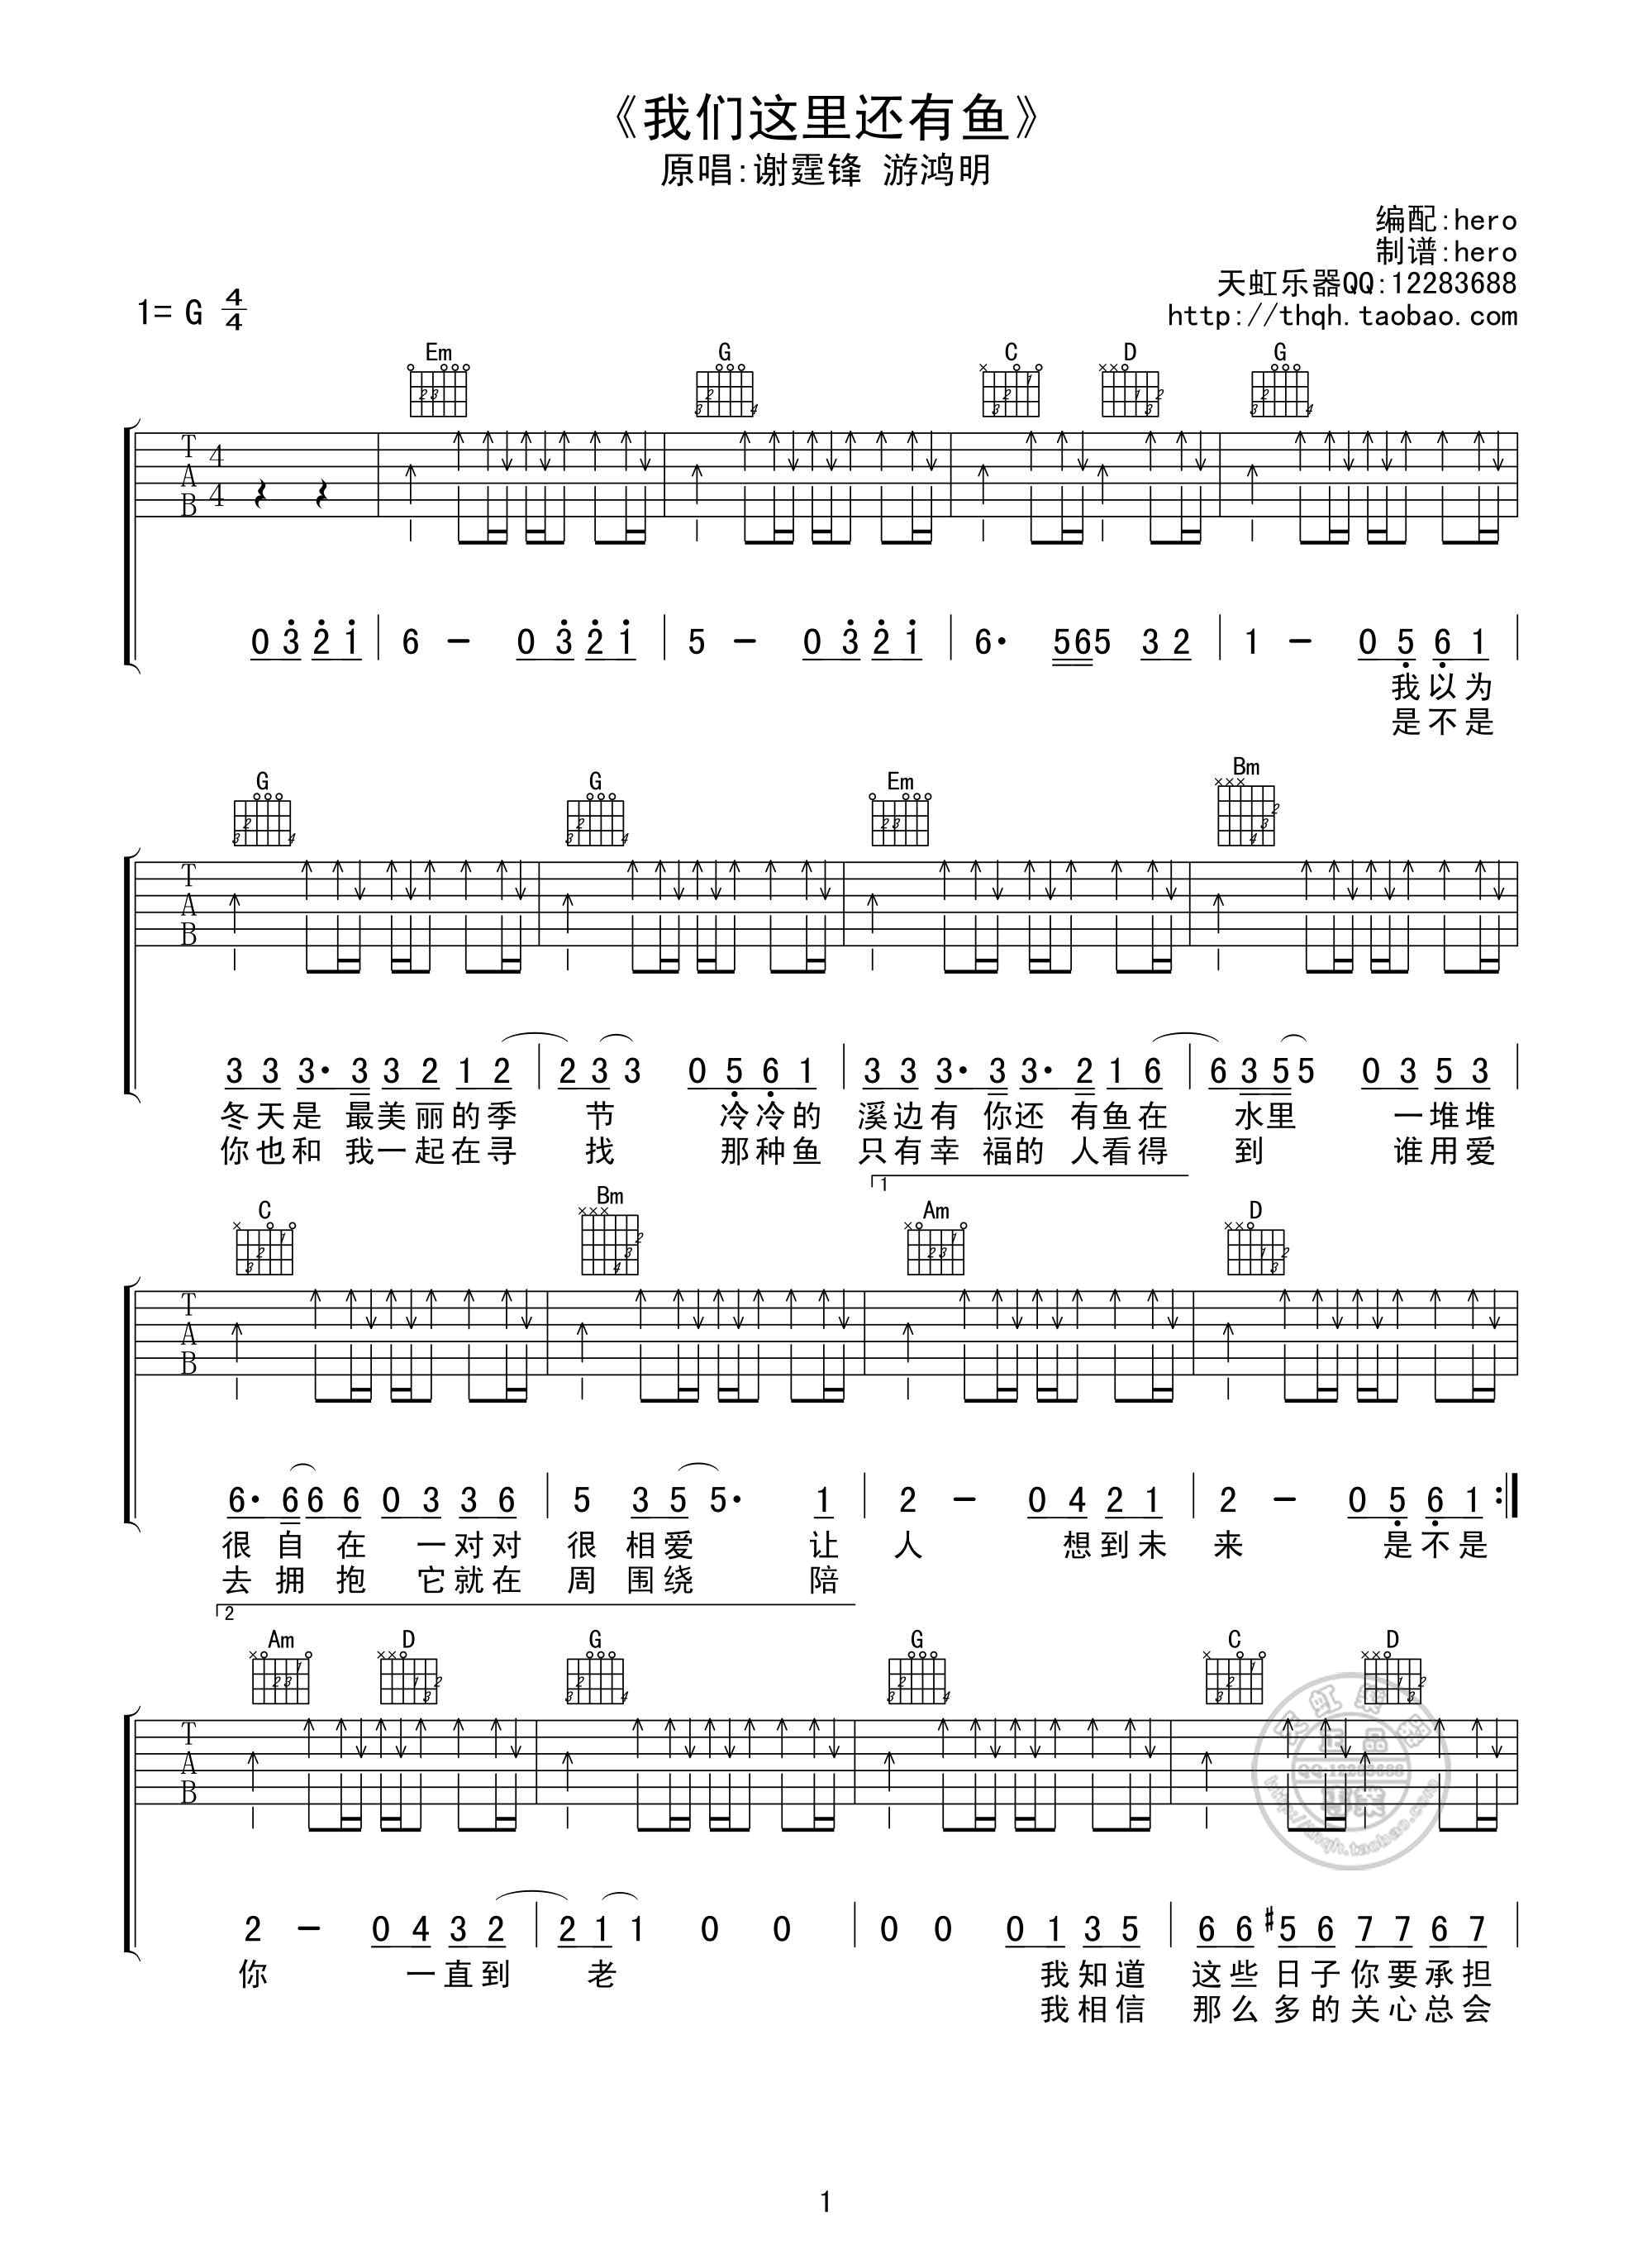 《我们这里还有鱼》
原唱:谢霆锋 游鸿明
编配:hero
制谱:hero
天虹乐器QQ:12283688
http://thqh.taobao.com
1= G 4/4
Em G C D G
T A B 4/4
0 3 2 1 | 6 - 0 3 2 1 | 5 - 0 3 2 1 | 6· 565 3 2 | 1 - 0 5 6 1 |
我以为
是不是
G G Em Bm
T A B
3 3 3· 3 3 2 1 2 | 2 3 3 0 5 6 1 | 3 3 3· 3 3· 2 1 6 | 6 3 5 5 0 3 5 3 |
冬天是 最美丽的季 节 冷冷的 溪边有 你还 有鱼在 水里 一堆堆
你也和 我一起在寻 找 那种鱼 只有幸 福的 人看得 到 谁用爱
1
C Bm Am D
T A B
6· 6 6 6 0 3 3 6 | 5 3 5 5· 1 | 2 - 0 4 2 1 | 2 - 0 5 6 1 :|
很 自 在 一对对 很 相爱 让 人 想到未 来 是不是
去 拥 抱 它就在 周 围绕 陪
2
Am D G G C D
T A B
2 - 0 4 3 2 | 2 1 1 0 0 | 0 0 0 1 3 5 | 6 6 #5 6 7 7 6 7 |
你 一直到 老 我知道 这些 日子你要承担
我相信 那么 多的关心总会
QQ:12283688
http://thqh.taobao.com
1